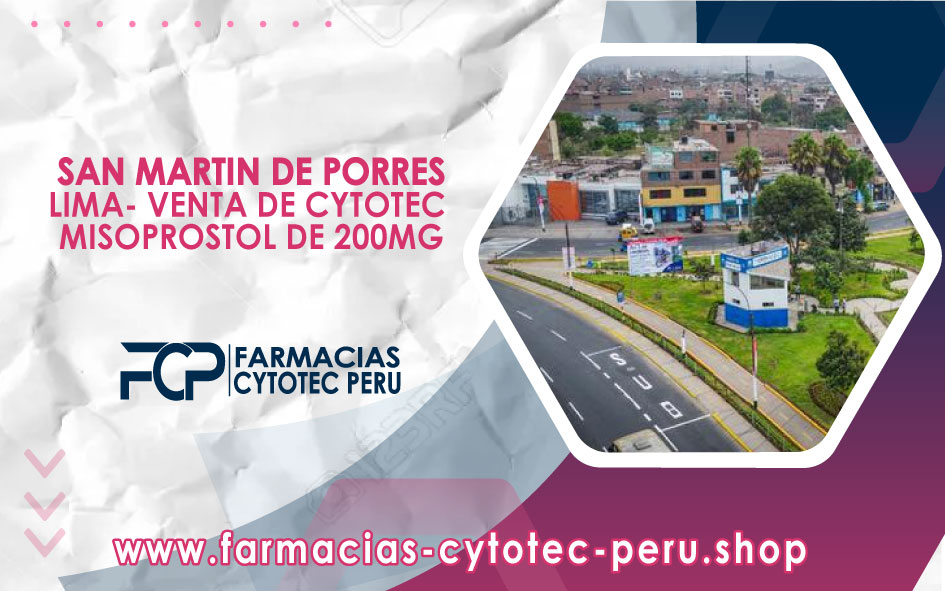 SAN MARTIN DE PORRES
LIMA- VENTA DE CYTOTEC
MISOPROSTOL DE 200MG
FCP
FARMACIAS
CYTOTEC PERU
BUS
www.farmacias-cytotec-peru.shop